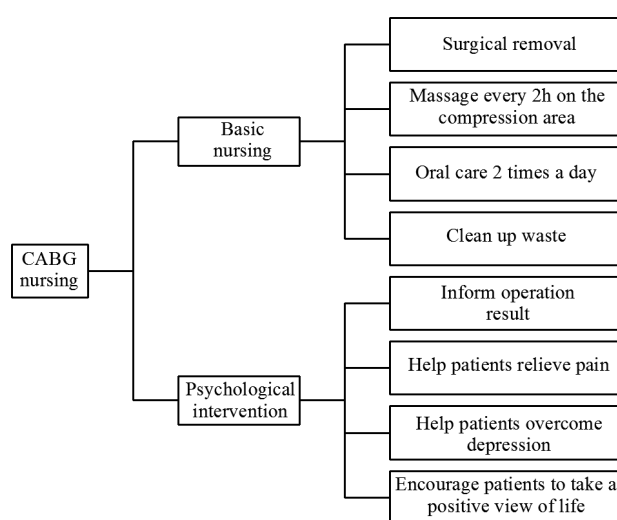 CABG
nursing
Basic
nursing
Surgical removal
Massage every 2h on the
compression area
Oral care 2 times a day
Clean up waste
Psychological
intervention
Inform operation
result
Help patients relieve pain
Help patients overcome
depression
Encourage patients to take a
positive view of life